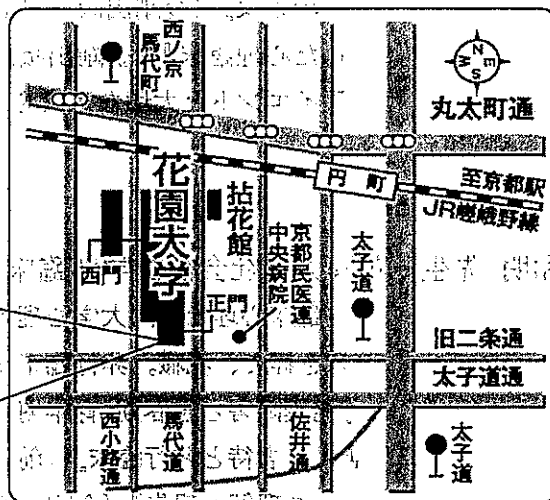 西ノ京
馬代町
N
E
S
W
丸太町通
円町
至京都駅
JR嵯峨野線
花園大学
拈花館
京都民医連
中央病院
太子道
西門
正門
旧二条通
太子道通
西小路通
馬代道
佐井通
太子道